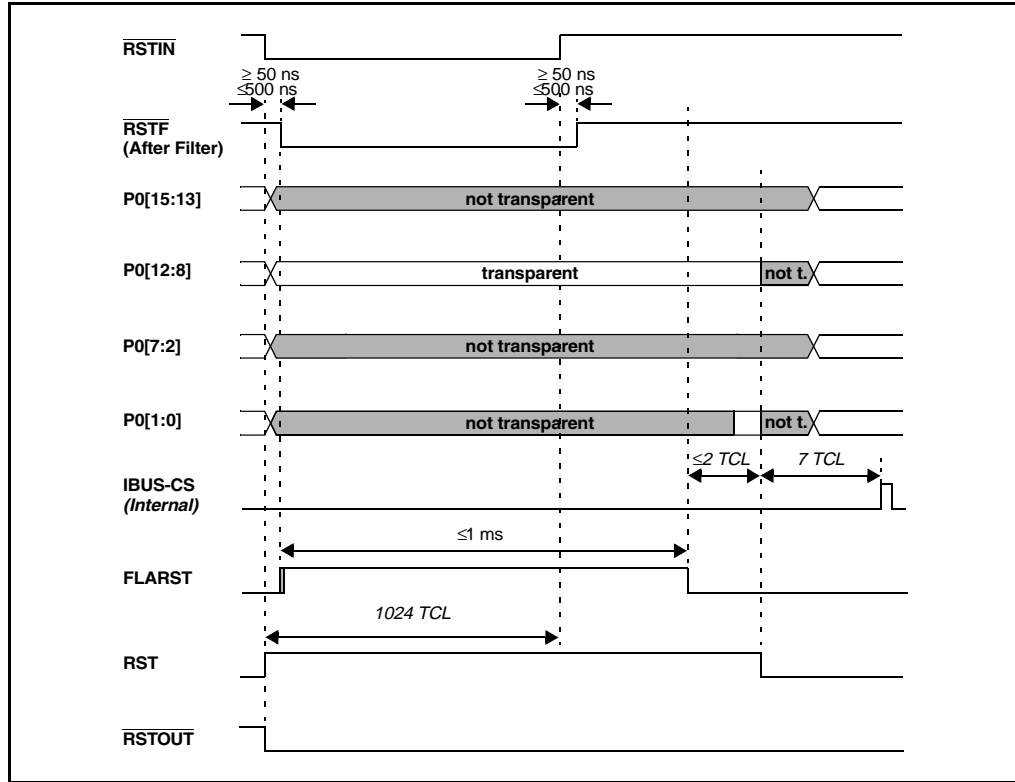 RSTIN
≥ 50 ns
≤500 ns
≥ 50 ns
≤500 ns
RSTF
(After Filter)
P0[15:13]
not transparent
P0[12:8]
transparent
not t.
P0[7:2]
not transparent
P0[1:0]
not transparent
not t.
≤2 TCL
7 TCL
IBUS-CS
(Internal)
≤1 ms
FLARST
1024 TCL
RST
RSTOUT